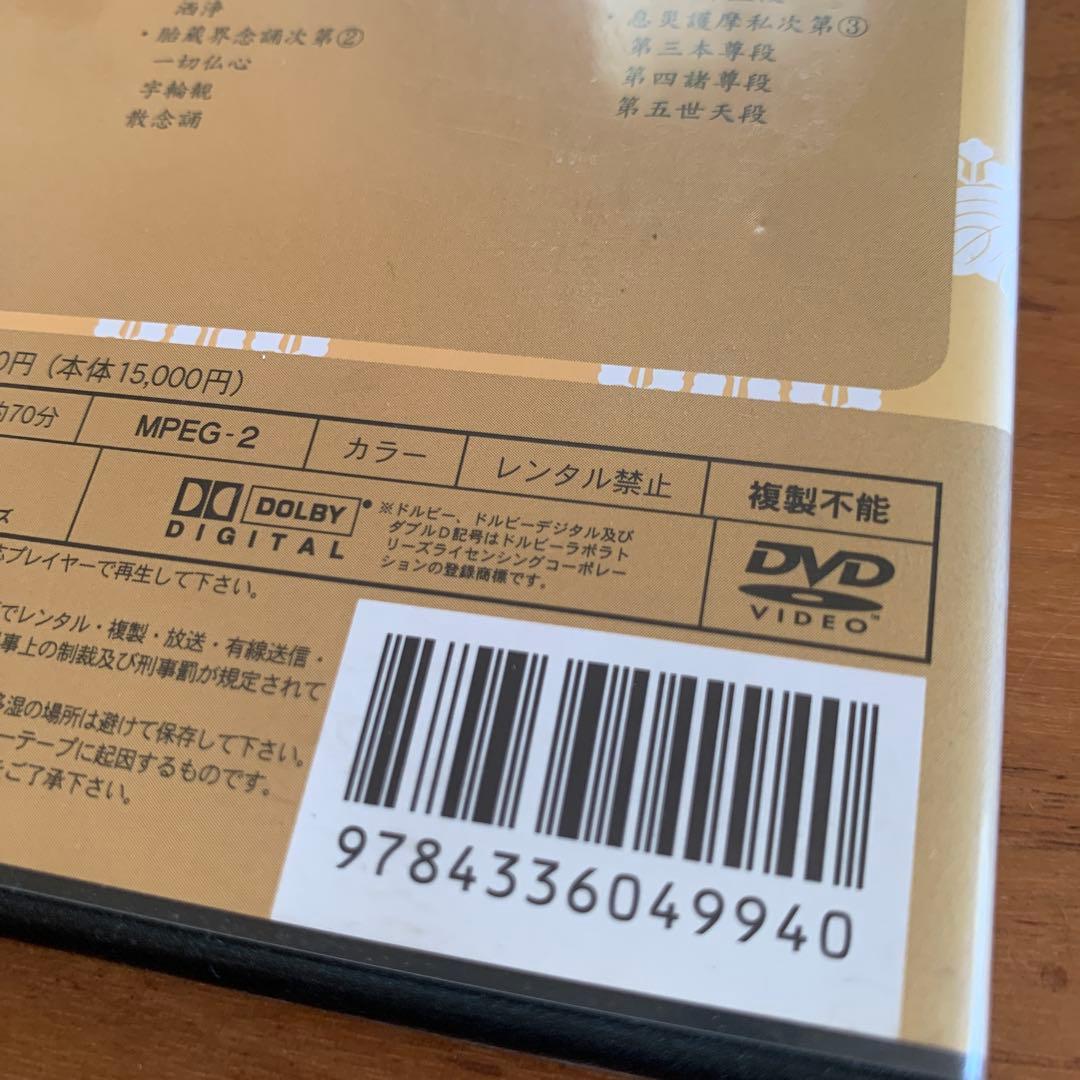 洒浄
・胎蔵界念誦次第②
一切仏心
字輪観
散念誦
・息災護摩私次第③
第三本尊段
第四諸尊段
第五世天段
0円（本体15,000円）
約70分
MPEG-2
カラー
レンタル禁止
複製不能
ズ
DOLBY
DIGITAL
※ドルビー、ドルビーデジタル及び
ダブルD記号はドルビーラボラト
リーズライセンシングコーポレー
ションの登録商標です。
DVD
VIDEO™
応プレイヤーで再生して下さい。
でレンタル・複製・放送・有線送信・
事上の制裁及び刑事罰が規定されて
多湿の場所は避けて保存して下さい。
ーテープに起因するものです。
ご了承下さい。
9784336049940